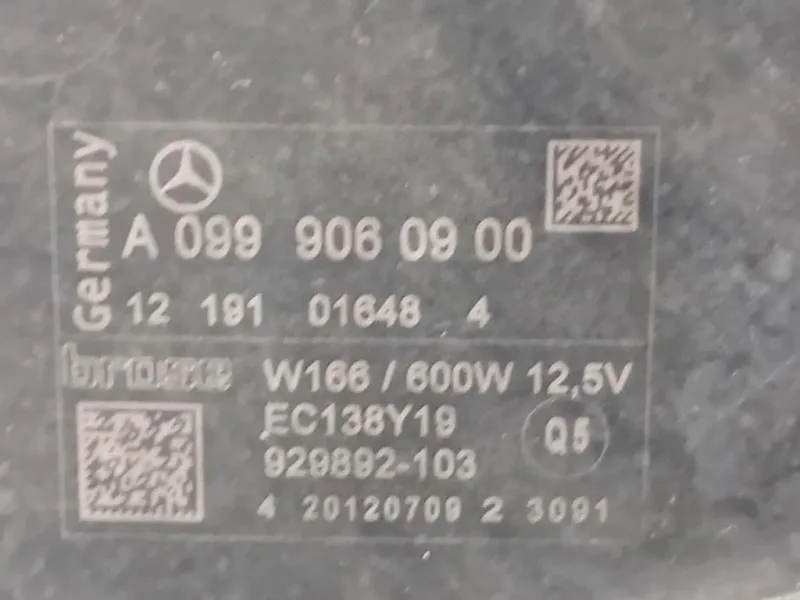 Germany
A 099 906 09 00
12 191 01648 4
brose
W166 / 600W 12,5V
EC138Y19
Q5
929892-103
4 20120709 2 3091